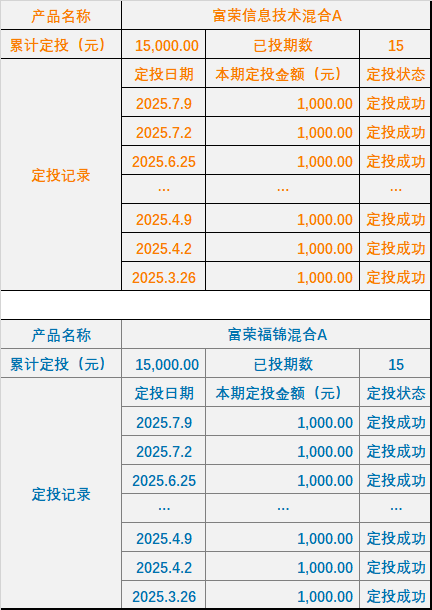 产品名称 富荣信息技术混合A
累计定投（元） 15,000.00 已投期数 15
定投日期 本期定投金额（元） 定投状态
2025.7.9 1,000.00 定投成功
2025.7.2 1,000.00 定投成功
2025.6.25 1,000.00 定投成功
定投记录
... ... ...
2025.4.9 1,000.00 定投成功
2025.4.2 1,000.00 定投成功
2025.3.26 1,000.00 定投成功
产品名称 富荣福锦混合A
累计定投（元） 15,000.00 已投期数 15
定投日期 本期定投金额（元） 定投状态
2025.7.9 1,000.00 定投成功
2025.7.2 1,000.00 定投成功
2025.6.25 1,000.00 定投成功
定投记录
... ... ...
2025.4.9 1,000.00 定投成功
2025.4.2 1,000.00 定投成功
2025.3.26 1,000.00 定投成功